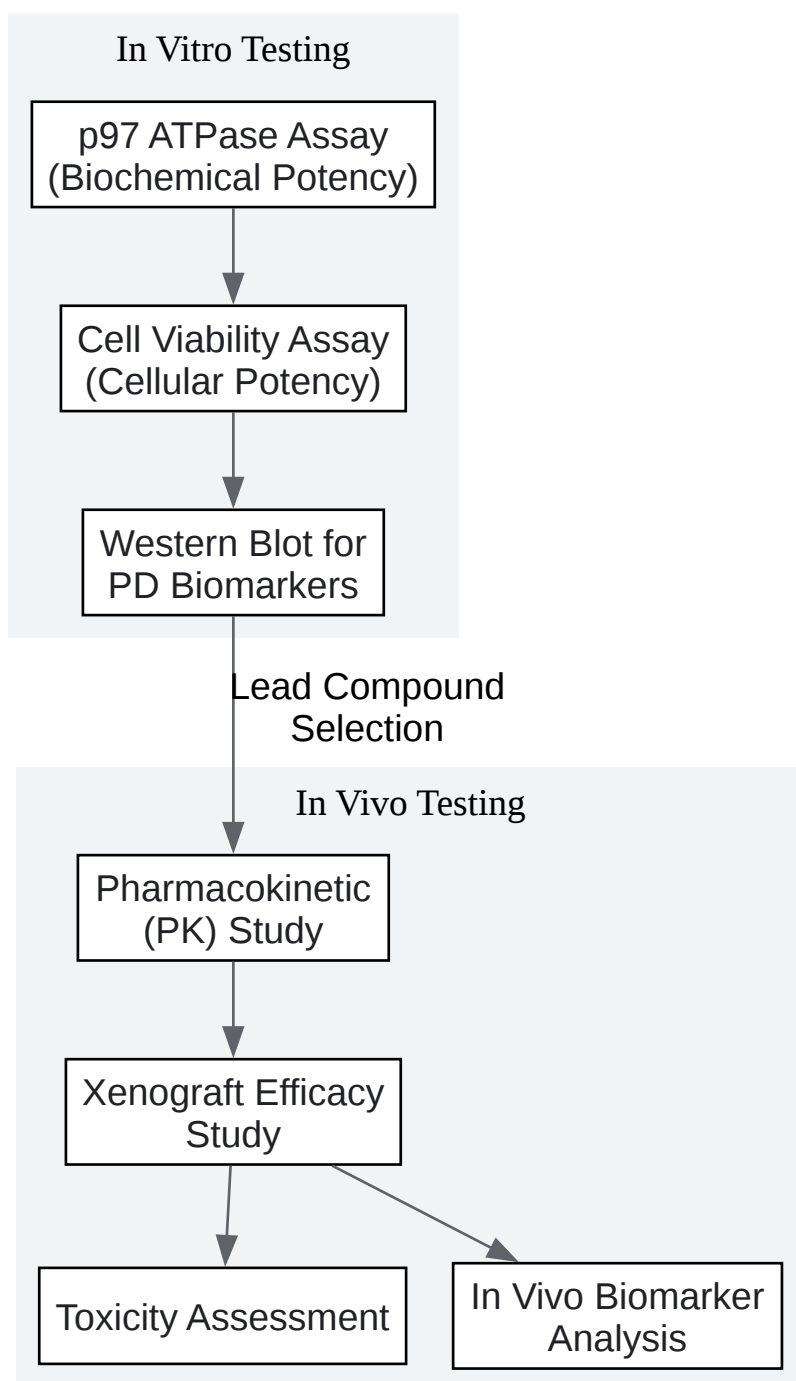 In Vitro Testing
p97 ATPase Assay
(Biochemical Potency)
Cell Viability Assay
(Cellular Potency)
Western Blot for
PD Biomarkers
Lead Compound
Selection
In Vivo Testing
Pharmacokinetic
(PK) Study
Xenograft Efficacy
Study
Toxicity Assessment
In Vivo Biomarker
Analysis